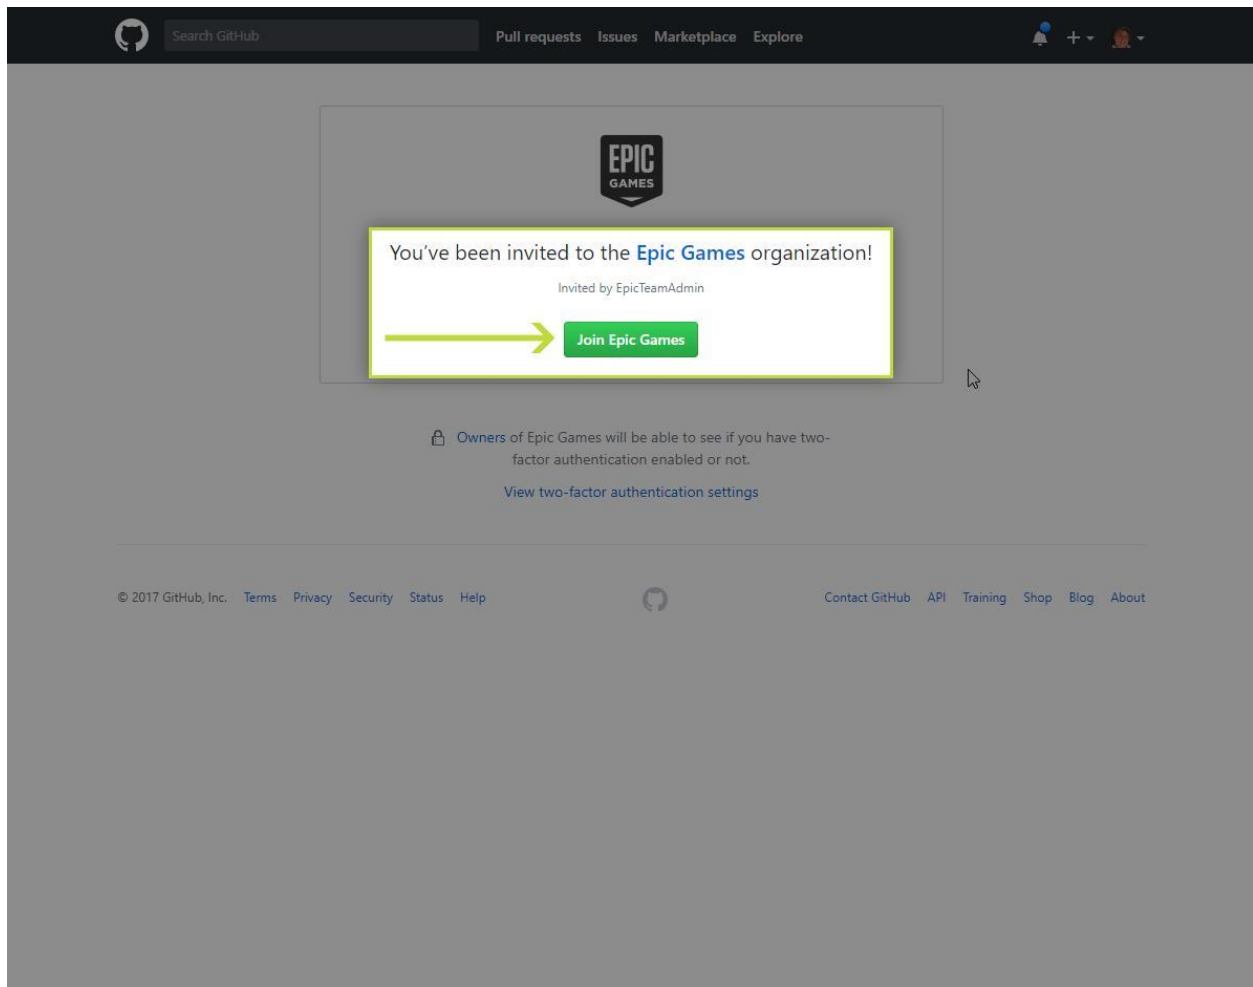 Search GitHub Pull requests Issues Marketplace Explore
EPIC
GAMES
You've been invited to the Epic Games organization!
Invited by EpicTeamAdmin
Join Epic Games
Owners of Epic Games will be able to see if you have two-
factor authentication enabled or not.
View two-factor authentication settings
© 2017 GitHub, Inc. Terms Privacy Security Status Help Contact GitHub API Training Shop Blog About